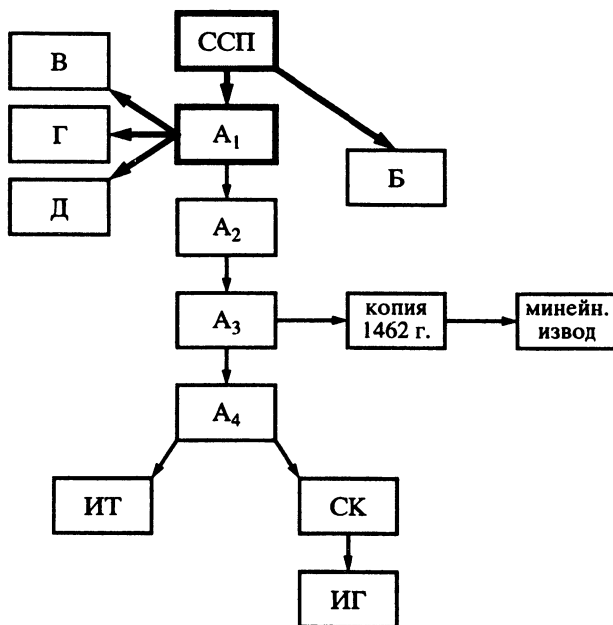 ССП
В
Г
А₁
Д
Б
А₂
А₃
копия
1462 г.
минейн.
извод
А₄
ИТ
СК
ИГ